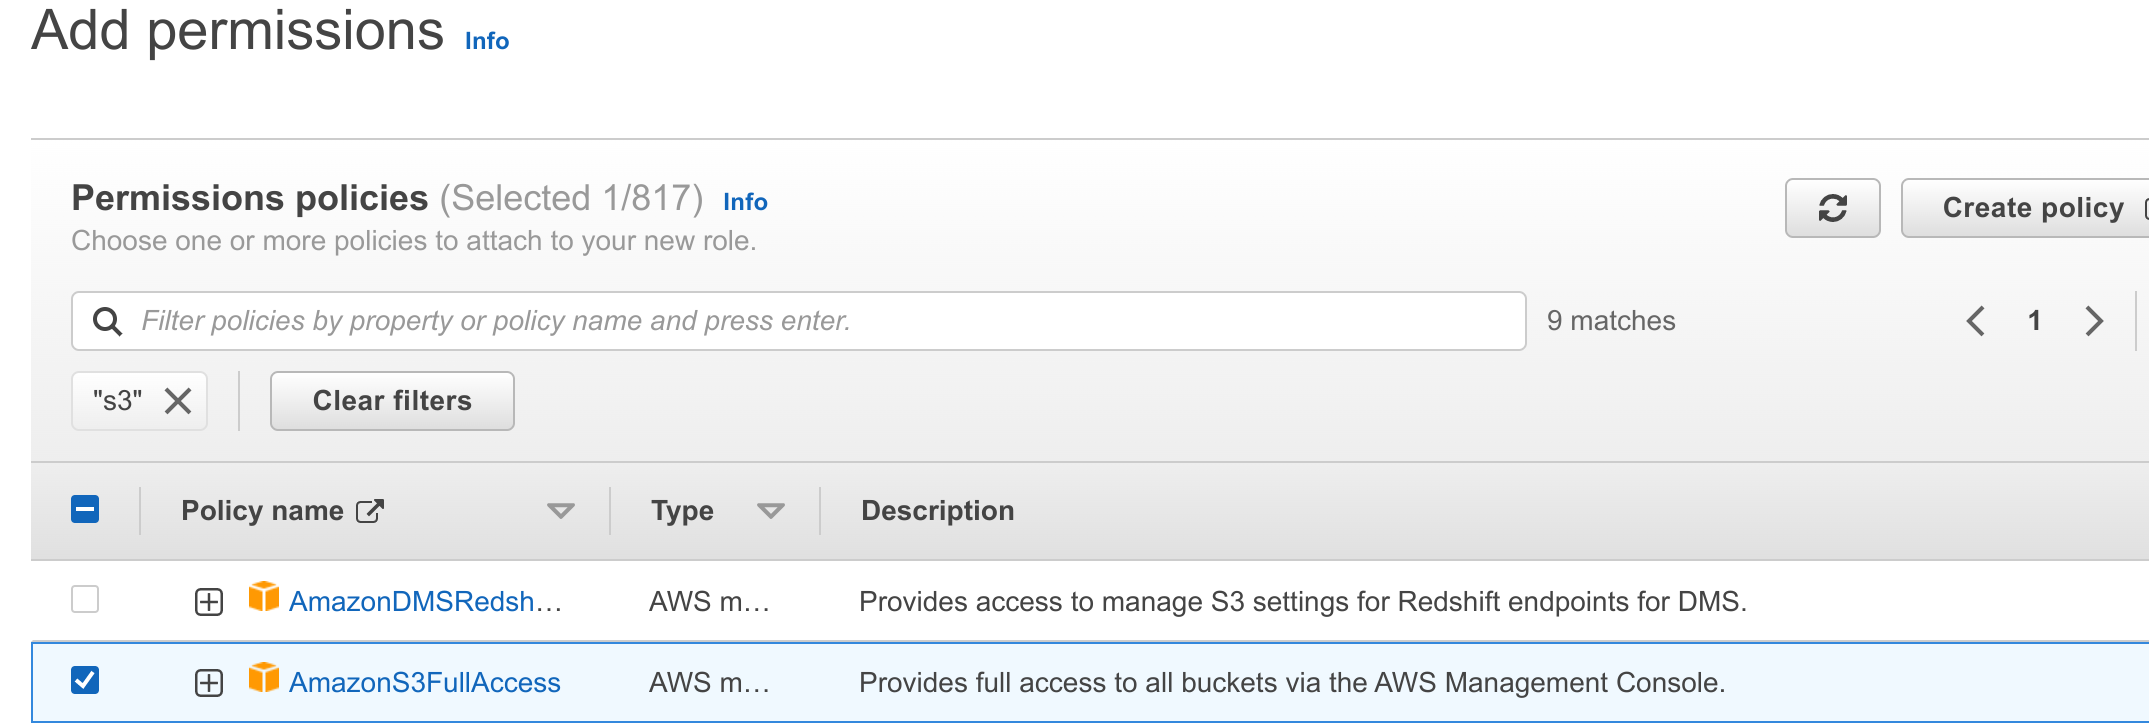 Add permissions Info
Permissions policies (Selected 1/817) Info
Create policy
Choose one or more policies to attach to your new role.
Filter policies by property or policy name and press enter.
9 matches
1
"s3"
Clear filters
Policy name
Type
Description
AmazonDMSRedsh...
AWS m...
Provides access to manage S3 settings for Redshift endpoints for DMS.
AmazonS3FullAccess
AWS m...
Provides full access to all buckets via the AWS Management Console.